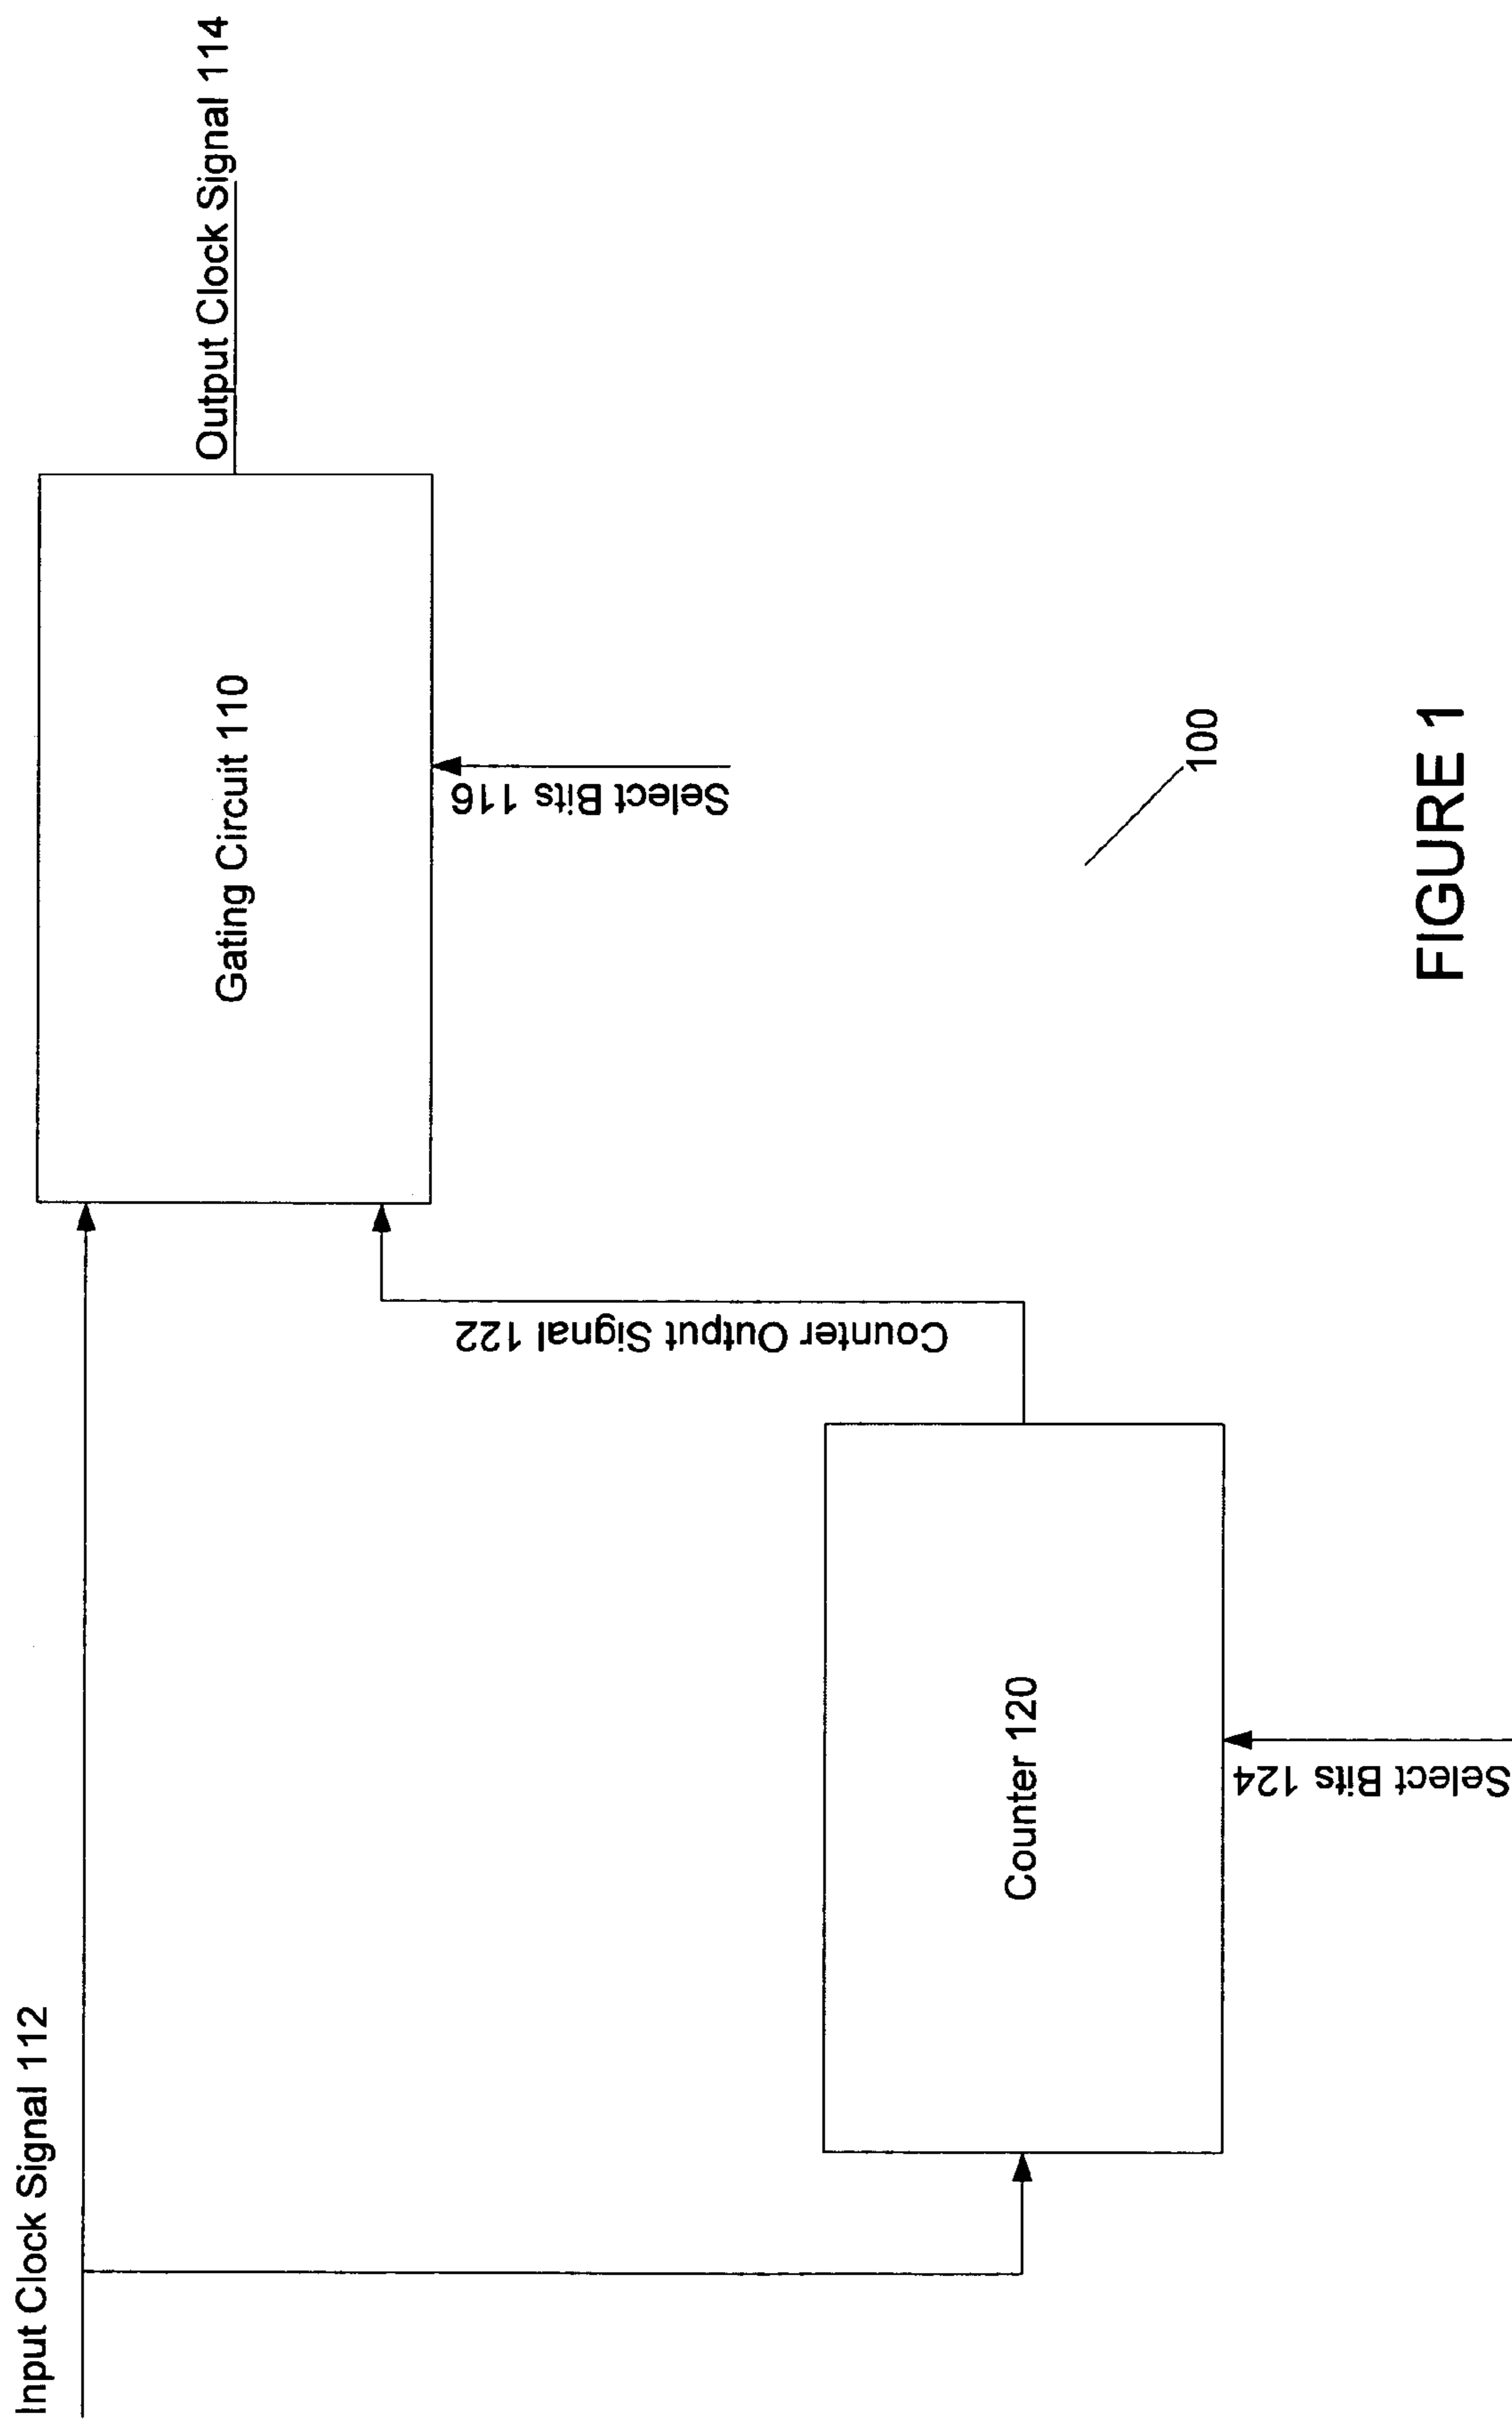 Input Clock Signal 112
Gating Circuit 110
Output Clock Signal 114
Select Bits 116
Counter Output Signal 122
Counter 120
Select Bits 124
100
FIGURE 1